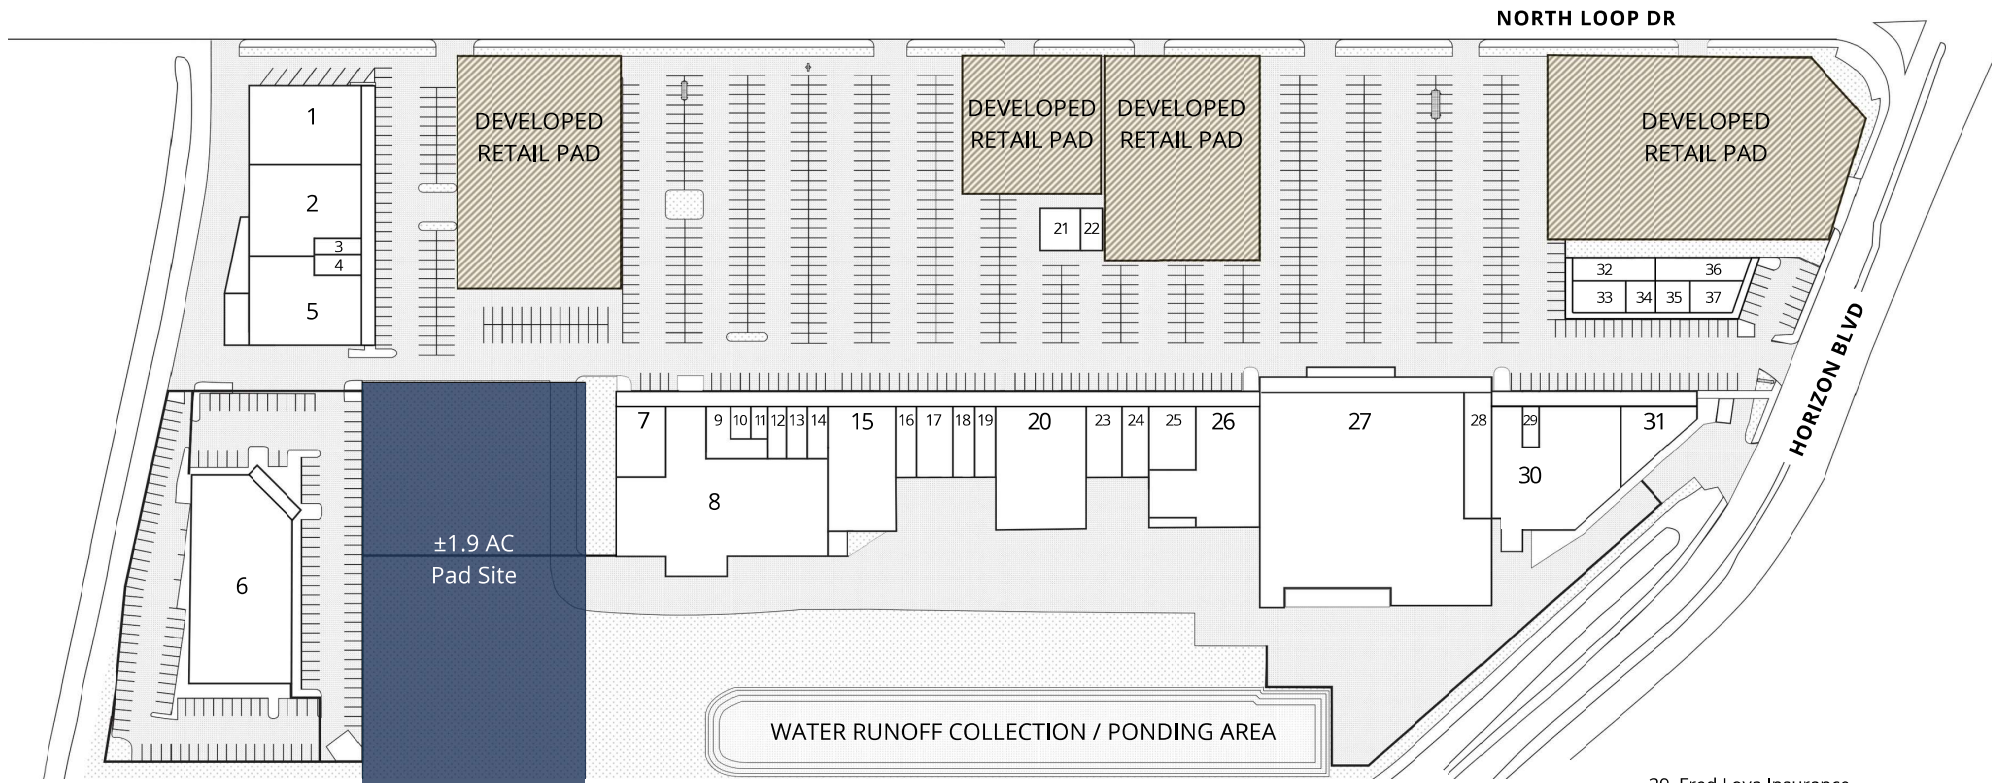 NORTH LOOP DR
DEVELOPED
RETAIL PAD
DEVELOPED
RETAIL PAD
DEVELOPED
RETAIL PAD
DEVELOPED
RETAIL PAD
1
2
3
4
5
21
22
32
36
33
34
35
37
HORIZON BLVD
7
9
10
11
12
13
14
15
16
17
18
19
20
23
24
25
26
27
28
29
31
30
8
6
±1.9 AC
Pad Site
WATER RUNOFF COLLECTION / PONDING AREA